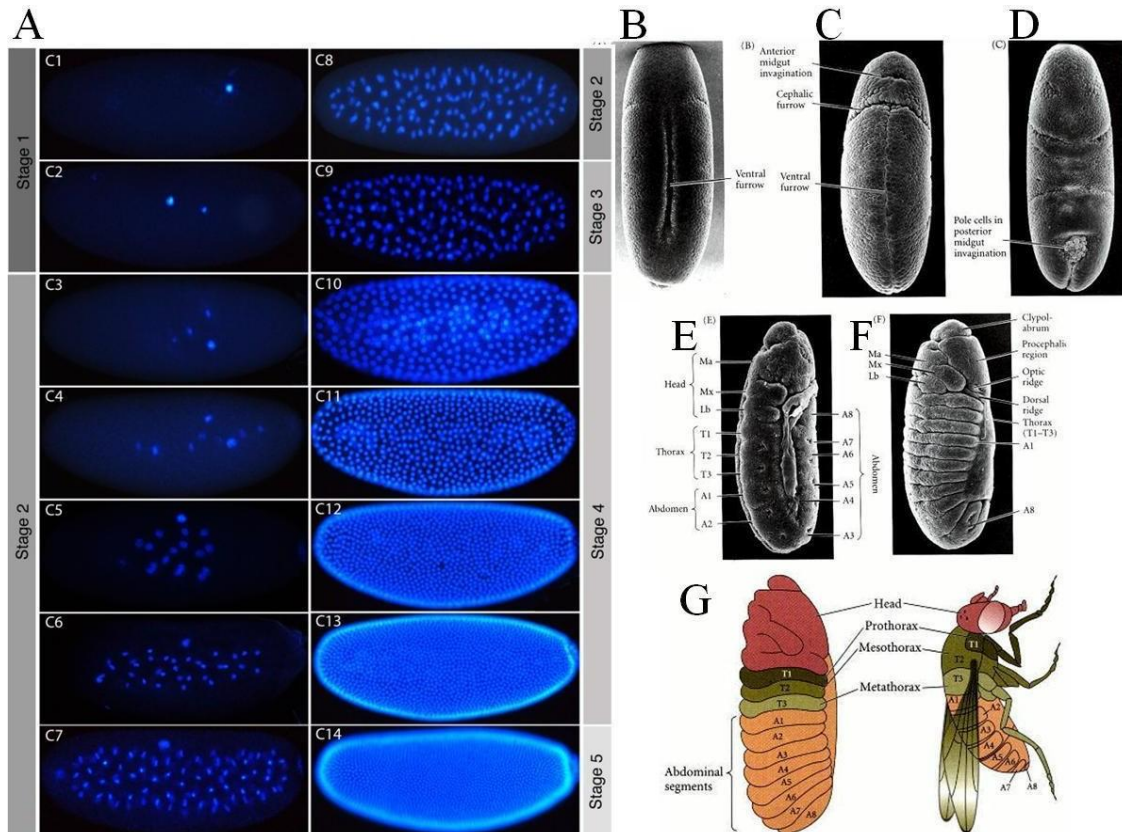 A
C1
C2
C3
C4
C5
C6
C7
C8
C9
C10
C11
C12
C13
C14
Stage 1
Stage 2
Stage 2
Stage 3
Stage 4
Stage 5
B
Ventral
furrow
(B)
C
Anterior
midgut
invagination
Cephalic
furrow
Ventral
furrow
(C)
D
Pole cells in
posterior
midgut
invagination
(E)
E
Head
Ma
Mx
Lb
Thorax
T1
T2
T3
Abdomen
A1
A2
A8
A7
A6
A5
A4
A3
Abdomen
(F)
F
Ma
Mx
Lb
Clypol-
abrum
Procephalis
region
Optic
ridge
Dorsal
ridge
Thorax
(T1–T3)
A1
A8
G
Head
Prothorax
Mesothorax
Metathorax
T1
T2
T3
A1
A2
A3
A4
A5
A6
A7
A8
Abdominal
segments
T1
T2
T3
A1
A2
A3
A4
A5
A6
A7
A8